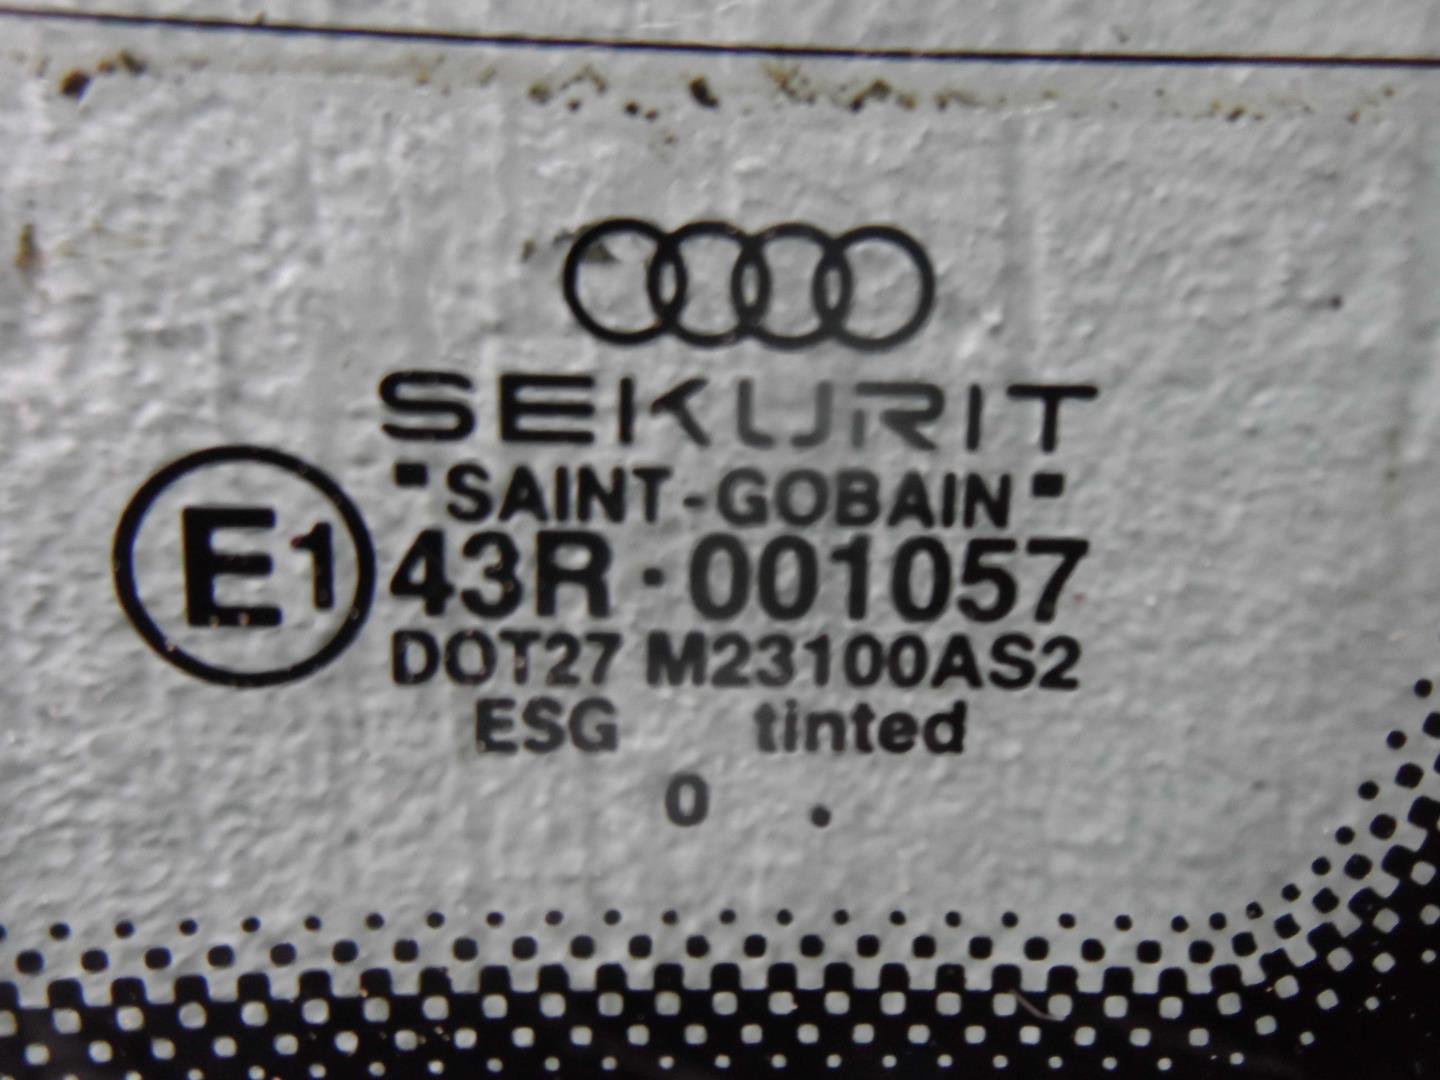 SEKURIT
"SAINT-GOBAIN"
E1 43R·001057
DOT27 M23100AS2
ESG tinted
0 .